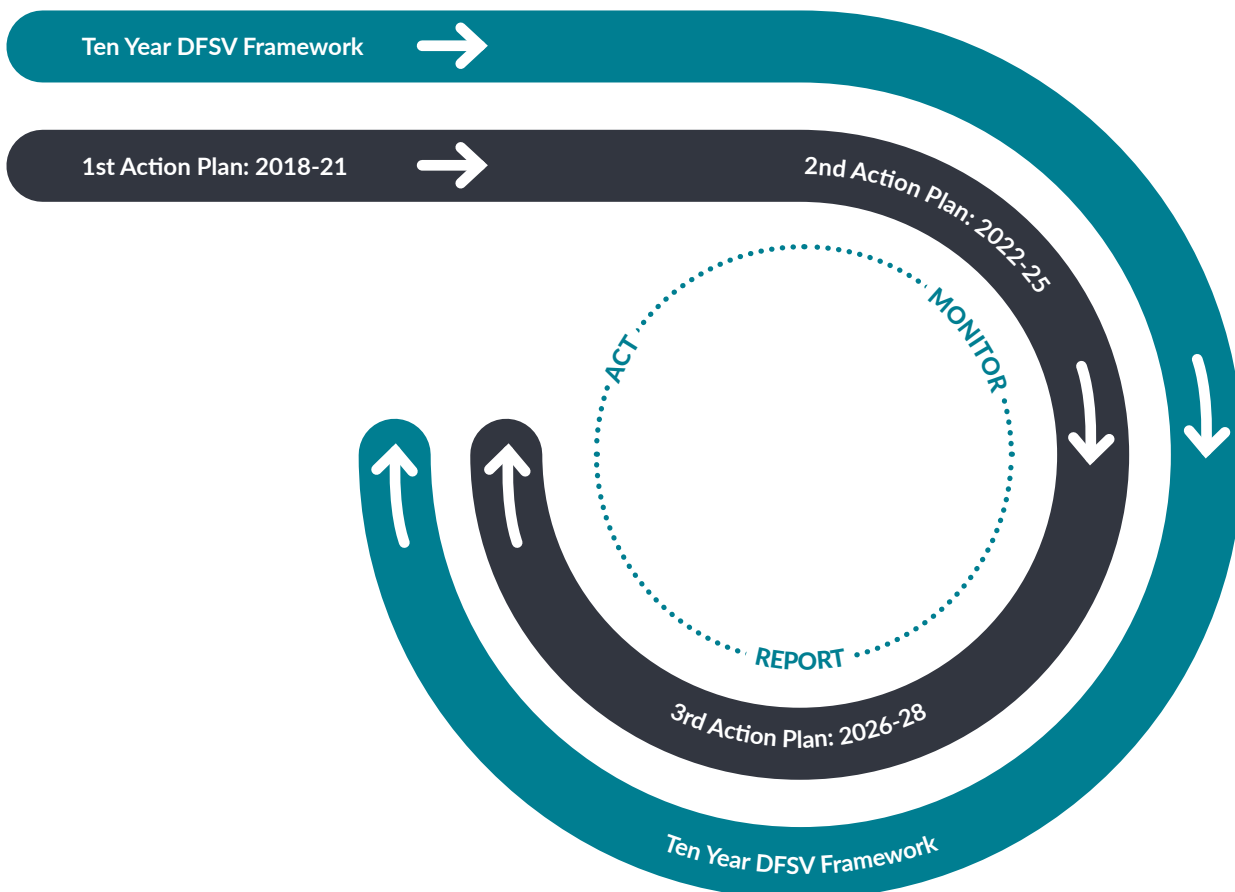 Ten Year DFSV Framework
1st Action Plan: 2018-21
2nd Action Plan: 2022-25
MONITOR
ACT
REPORT
3rd Action Plan: 2026-28
Ten Year DFSV Framework